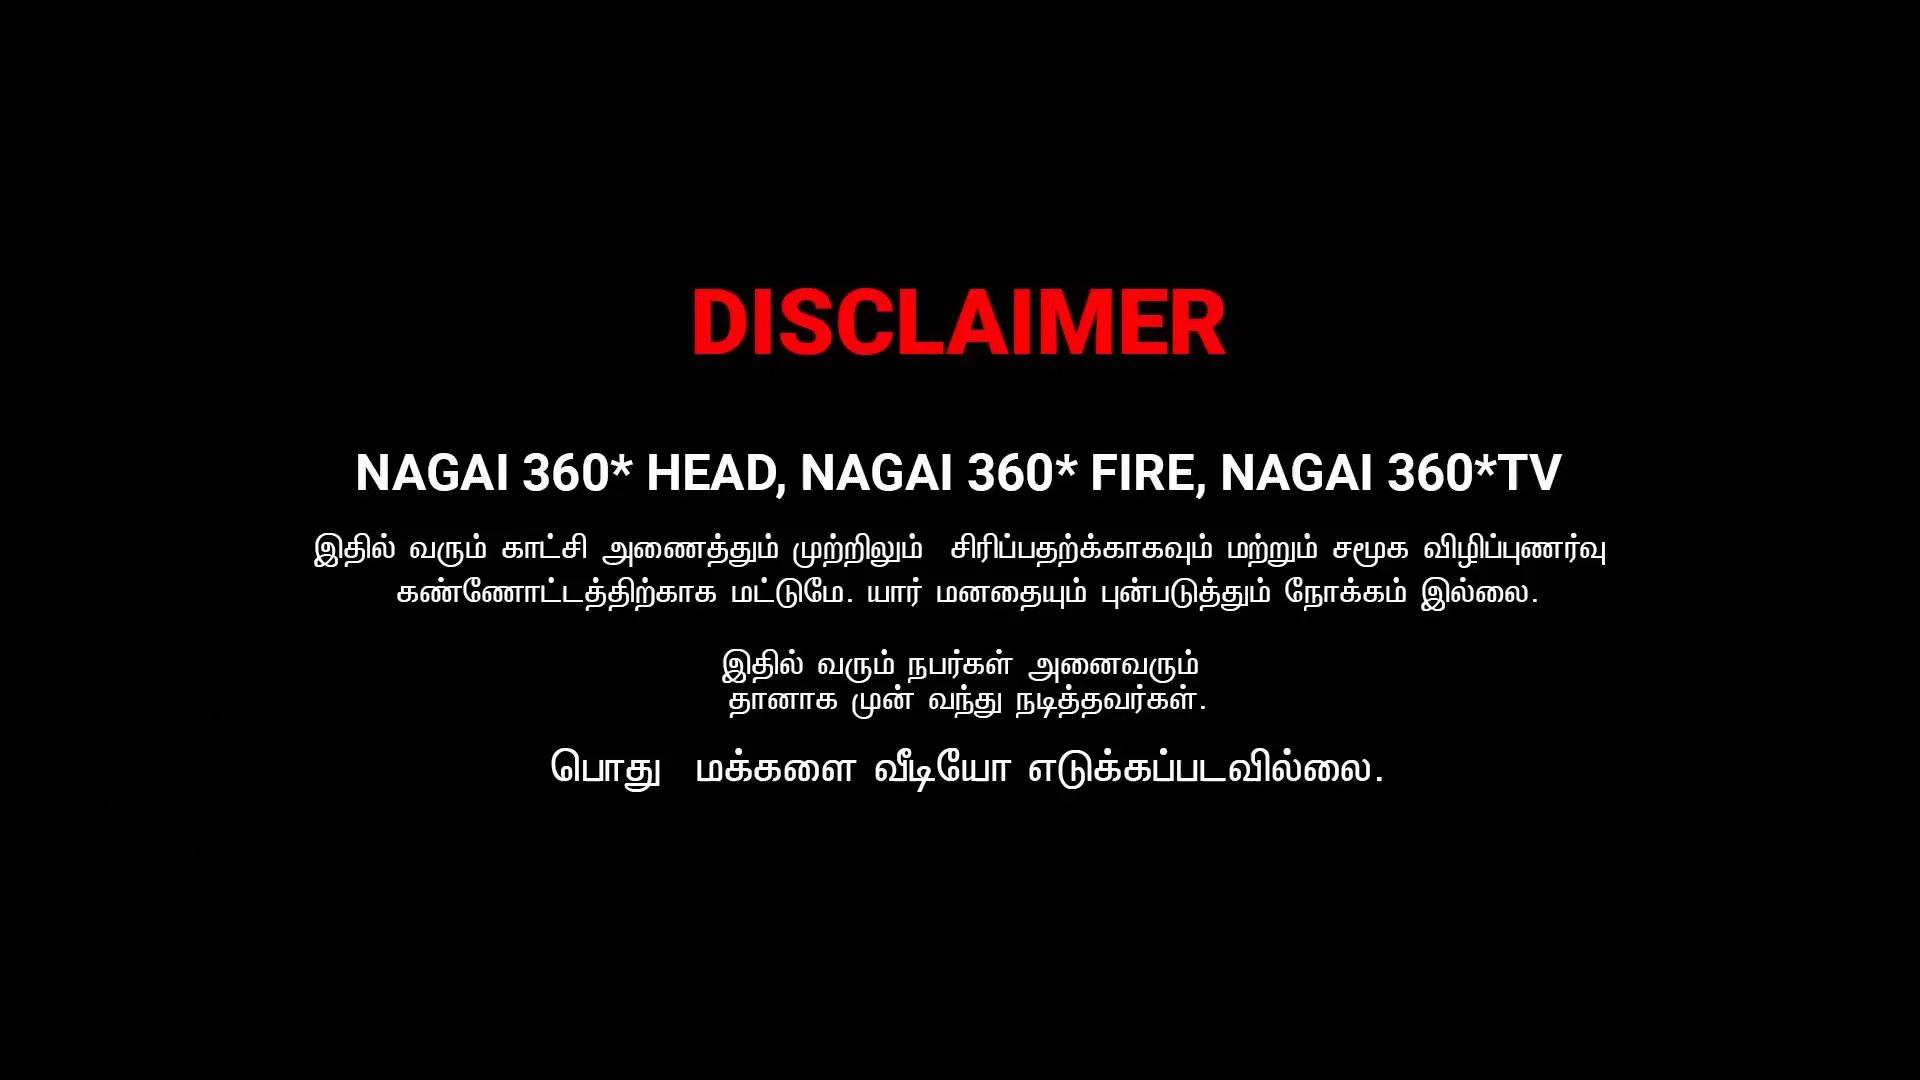 DISCLAIMER
NAGAI 360* HEAD, NAGAI 360* FIRE, NAGAI 360*TV
இதில் வரும் காட்சி அணைத்தும் முற்றிலும் சிரிப்பதற்க்காகவும் மற்றும் சமூக விழிப்புணர்வு
கண்ணோட்டத்திற்காக மட்டுமே. யார் மனதையும் புன்படுத்தும் நோக்கம் இல்லை.
இதில் வரும் நபர்கள் அனைவரும்
தானாக முன் வந்து நடித்தவர்கள்.
பொது மக்களை வீடியோ எடுக்கப்படவில்லை.